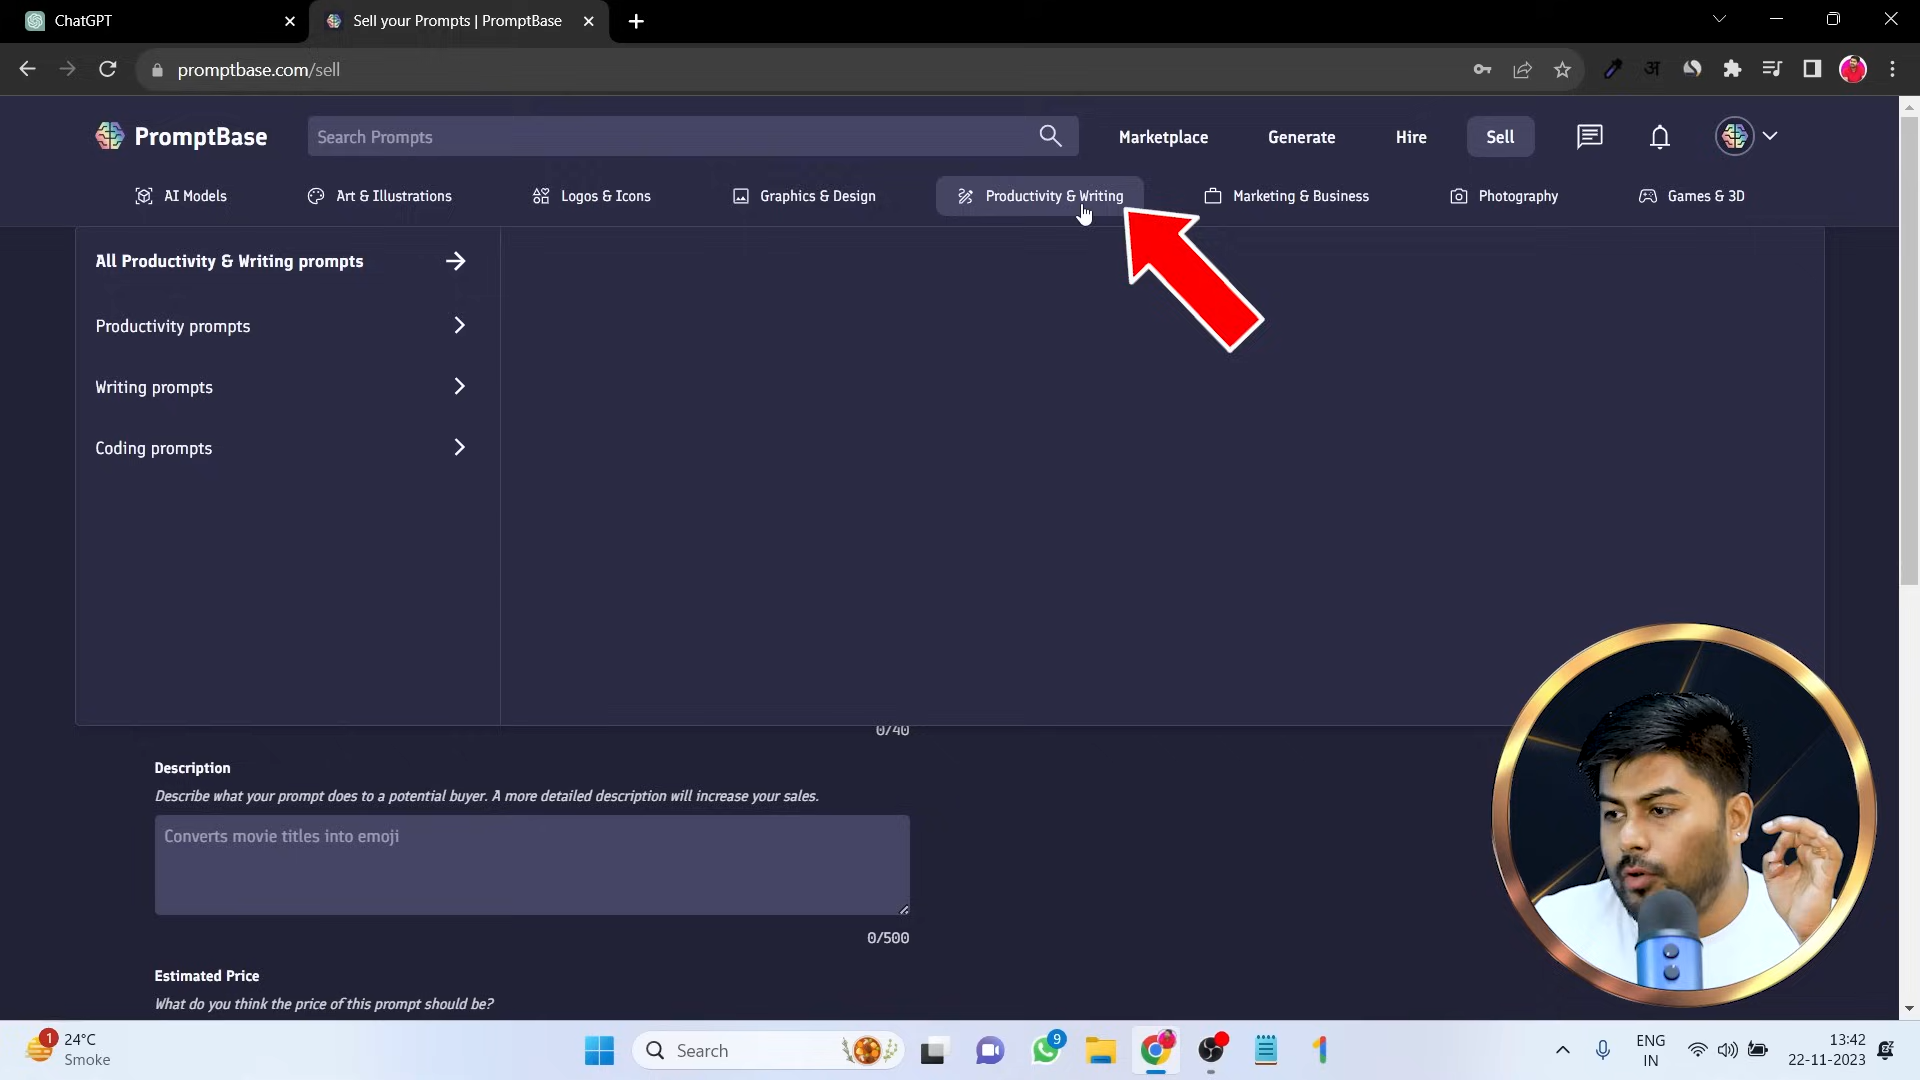 ChatGPT
Sell your Prompts | PromptBase
promptbase.com/sell
अ
PromptBase
Search Prompts
Marketplace
Generate
Hire
Sell
AI Models
Art & Illustrations
Logos & Icons
Graphics & Design
Productivity & Writing
Marketing & Business
Photography
Games & 3D
All Productivity & Writing prompts
Productivity prompts
Writing prompts
Coding prompts
0/40
Description
Describe what your prompt does to a potential buyer. A more detailed description will increase your sales.
Converts movie titles into emoji
0/500
Estimated Price
What do you think the price of this prompt should be?
1
24°C
Smoke
Search
9
ENG
IN
13:42
22-11-2023